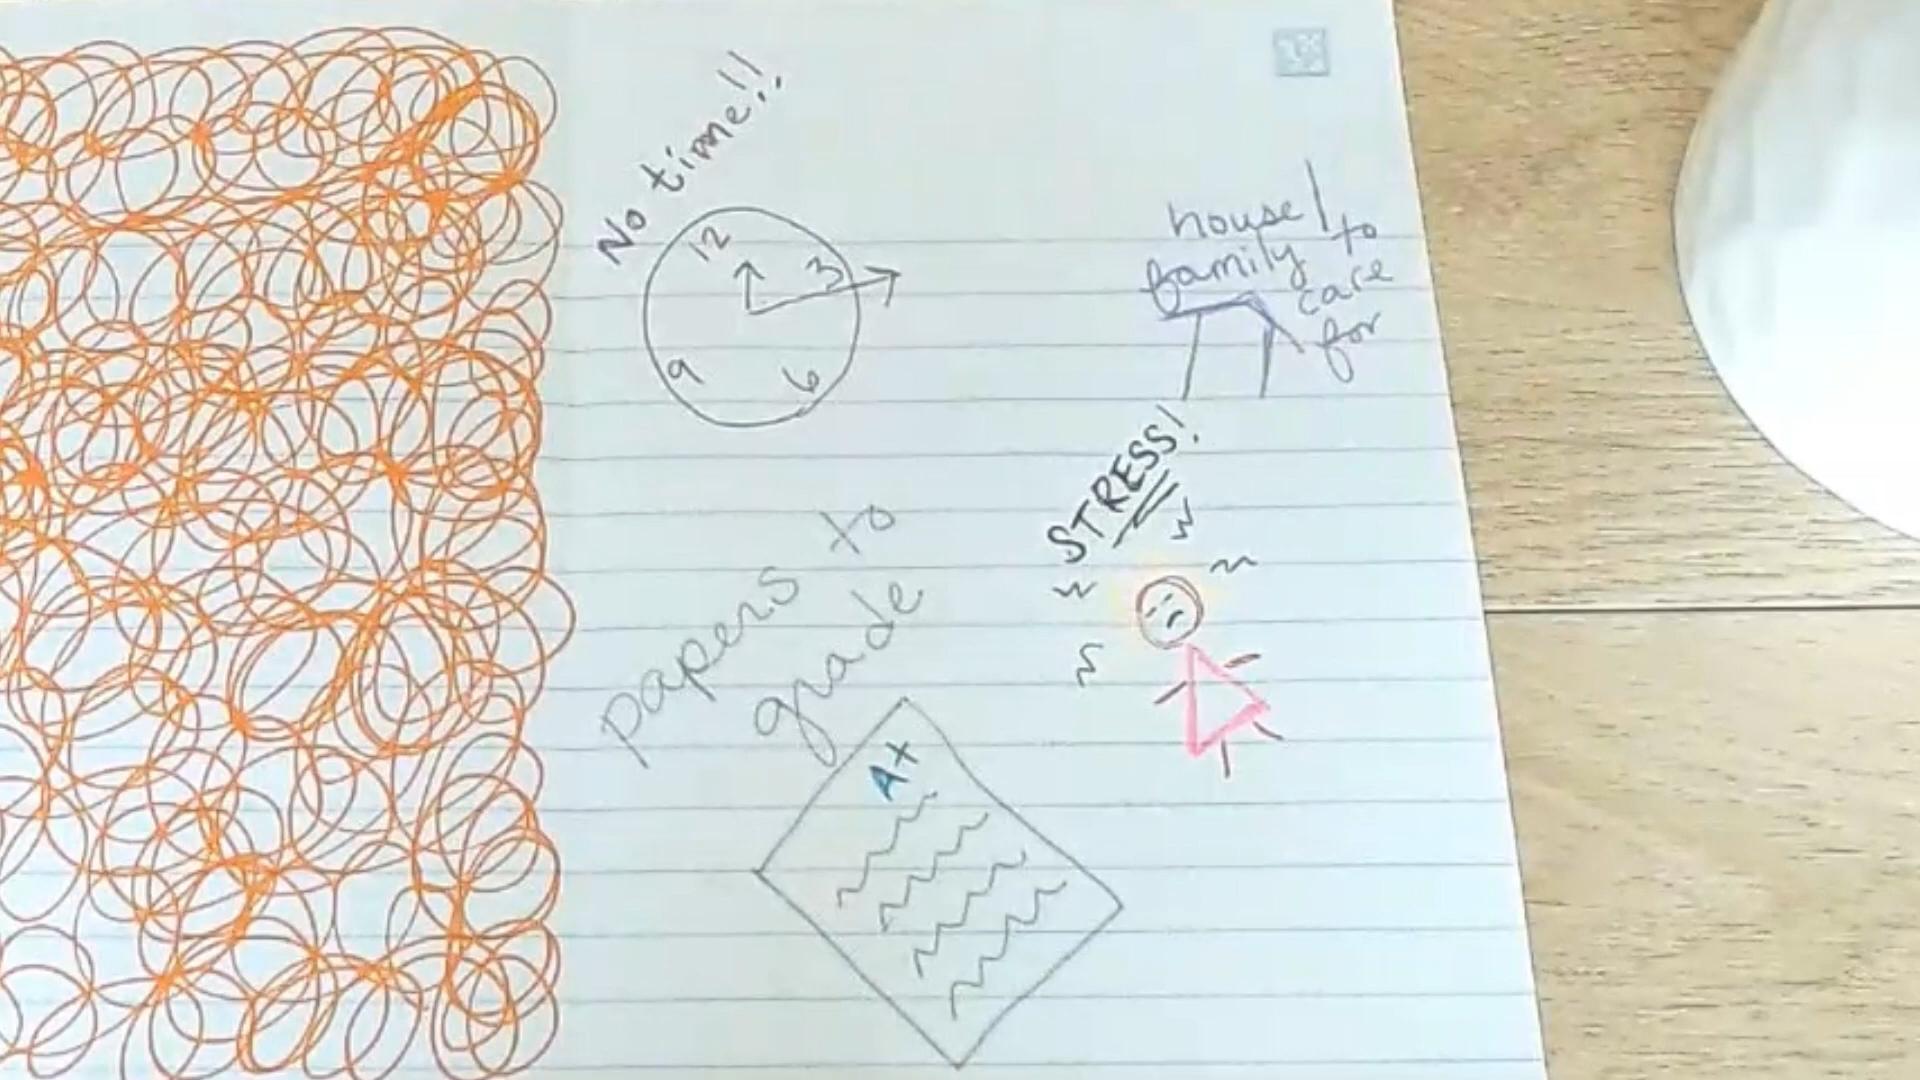 No time!!
12
3
9
6
house/
family to
care
for
STRESS!
papers to
grade
A+